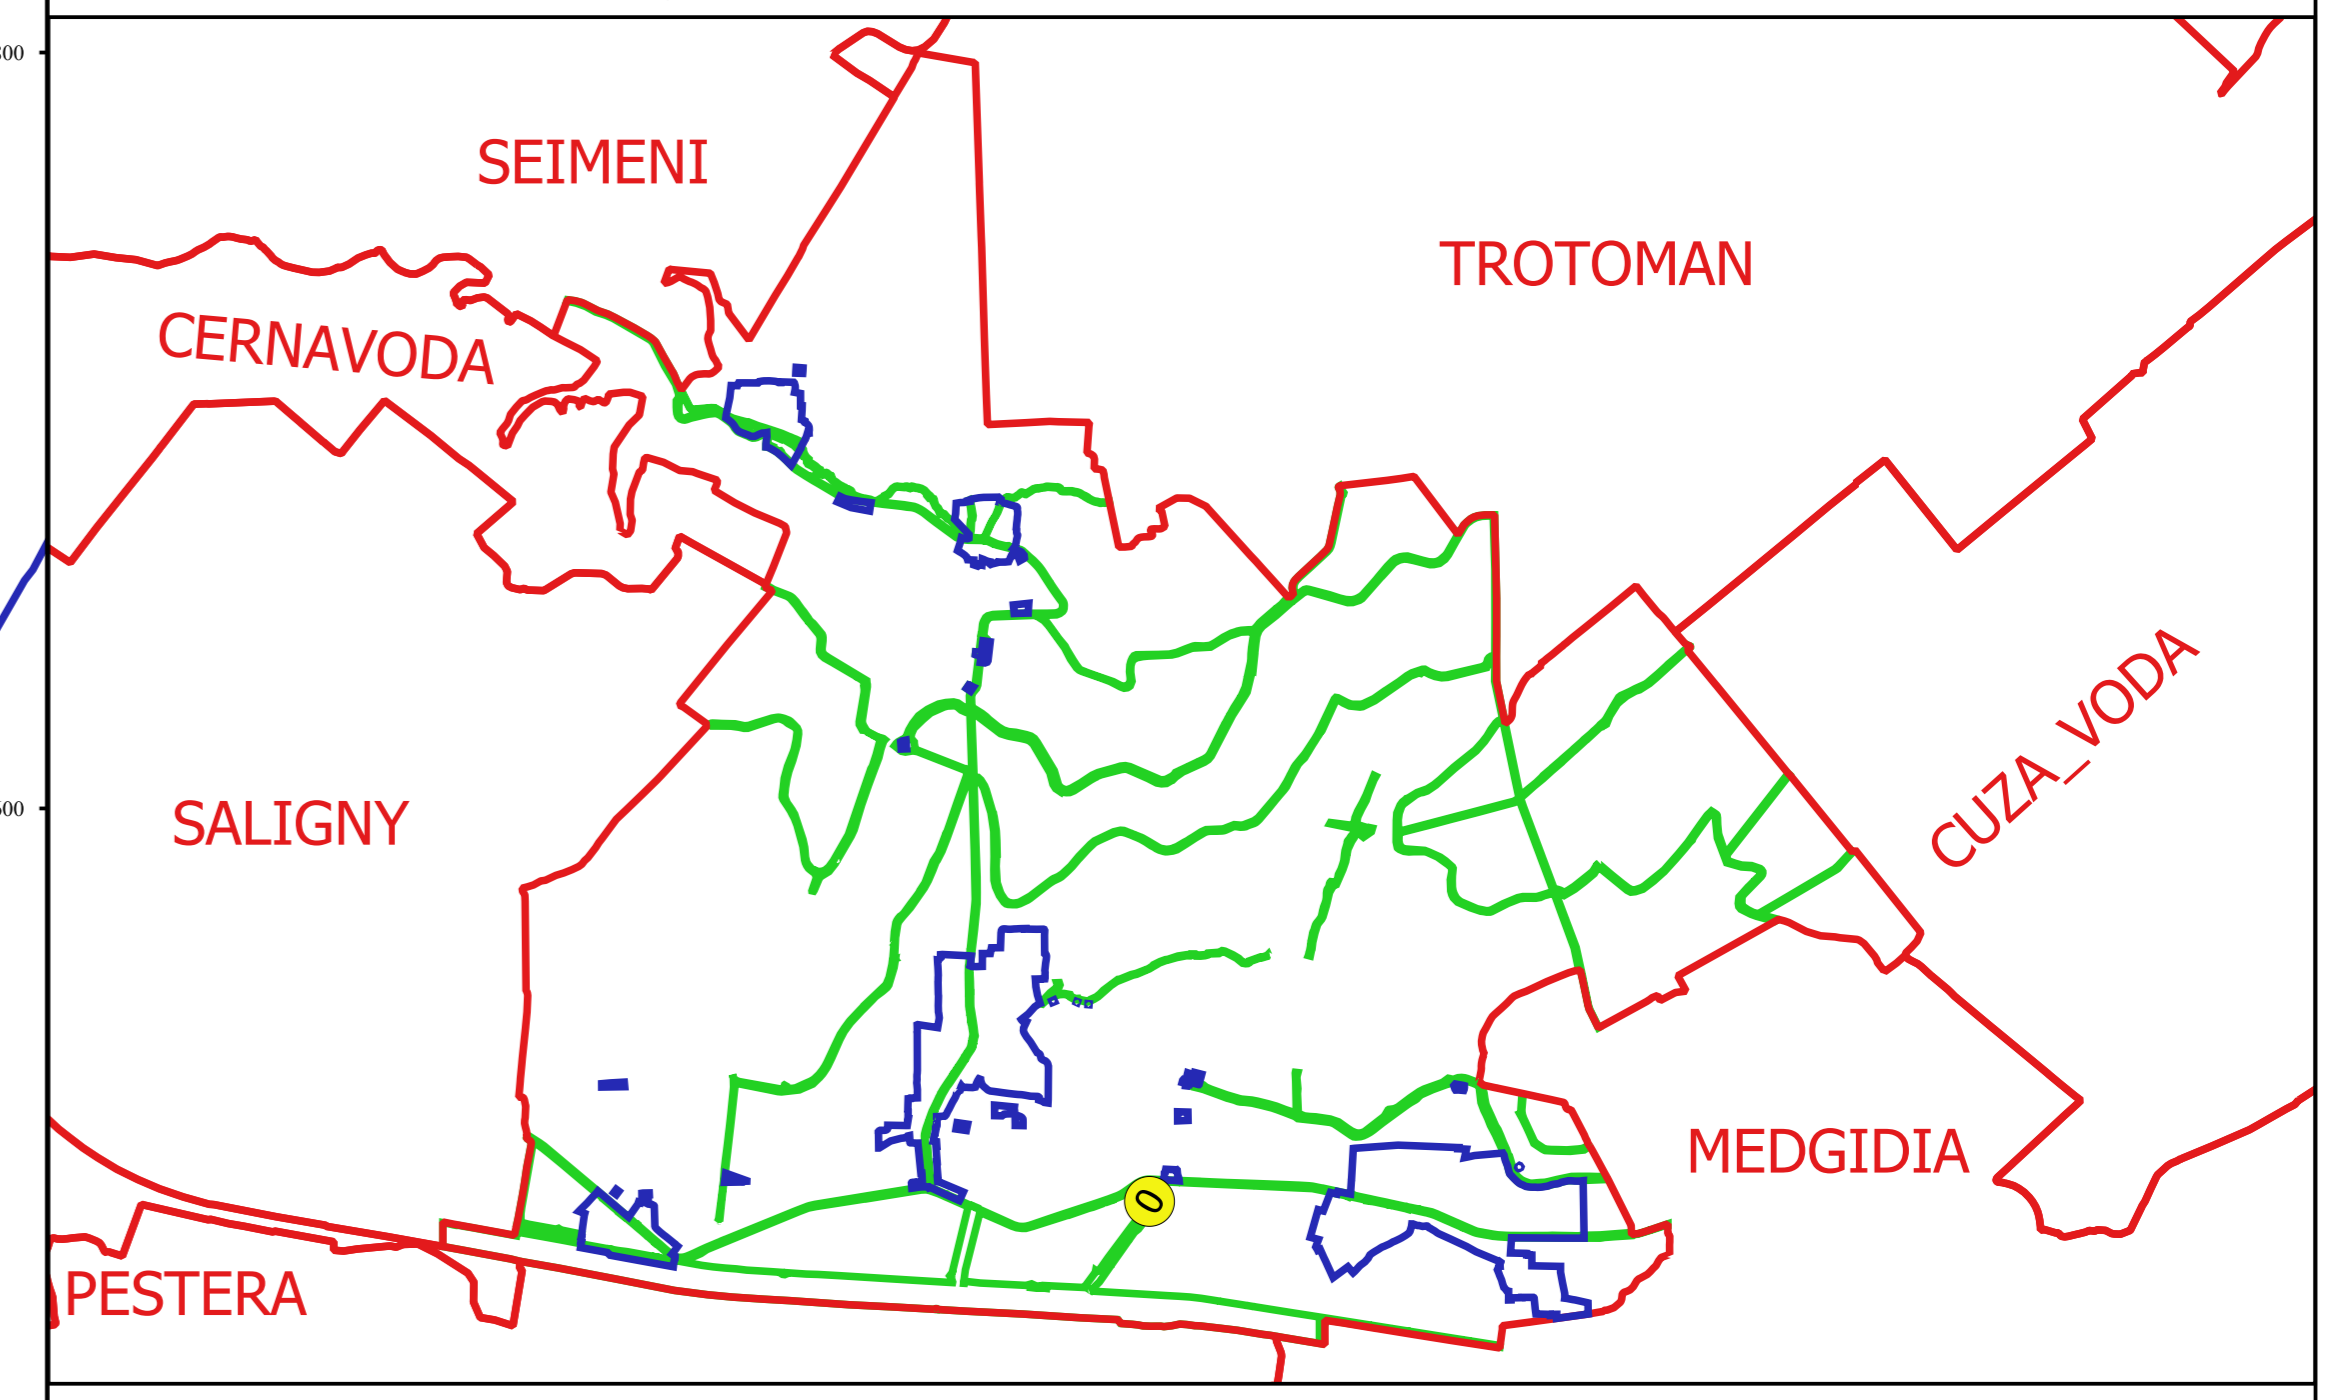 SEIMENI
TROTOMAN
CERNAVODA
CUZA_VODA
SALIGNY
MEDGIDIA
0
PESTERA